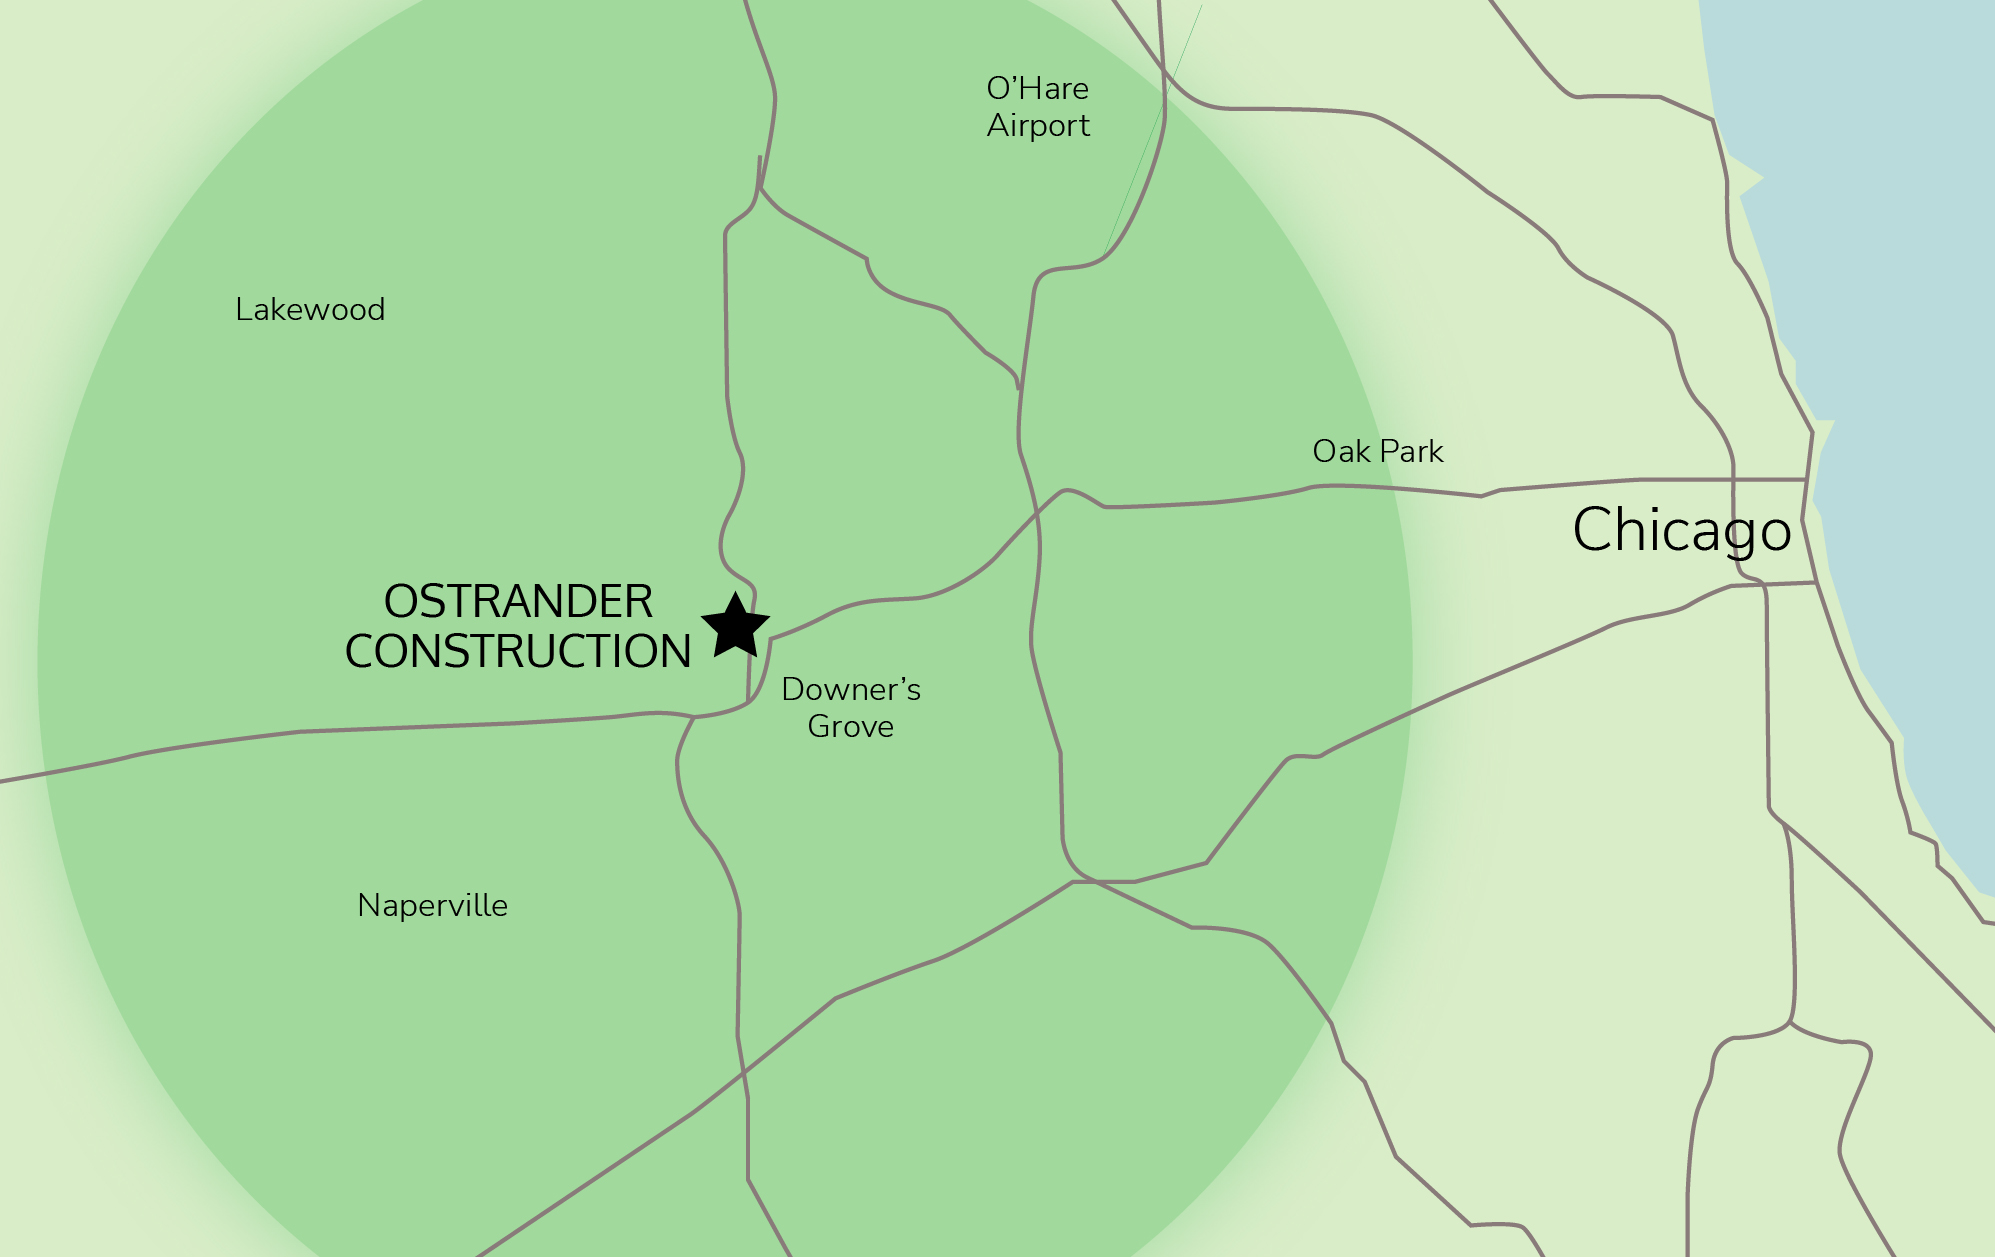 O’Hare
Airport
Lakewood
Oak Park
Chicago
OSTRANDER
CONSTRUCTION
Downer’s
Grove
Naperville